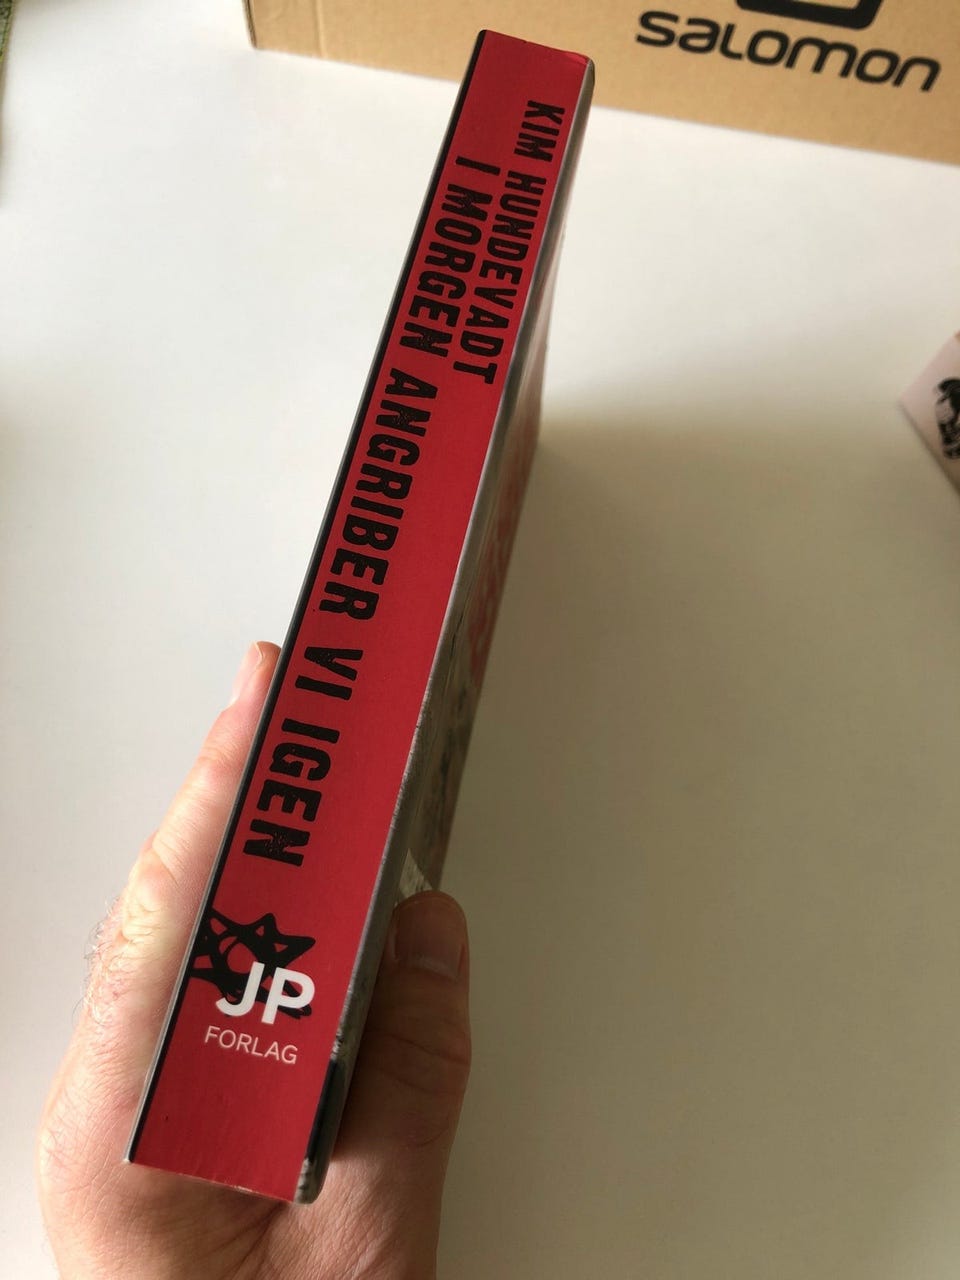 salomon
KIM HUNDEVADT
I MORGEN ANGRIBER VI IGEN
JP
FORLAG